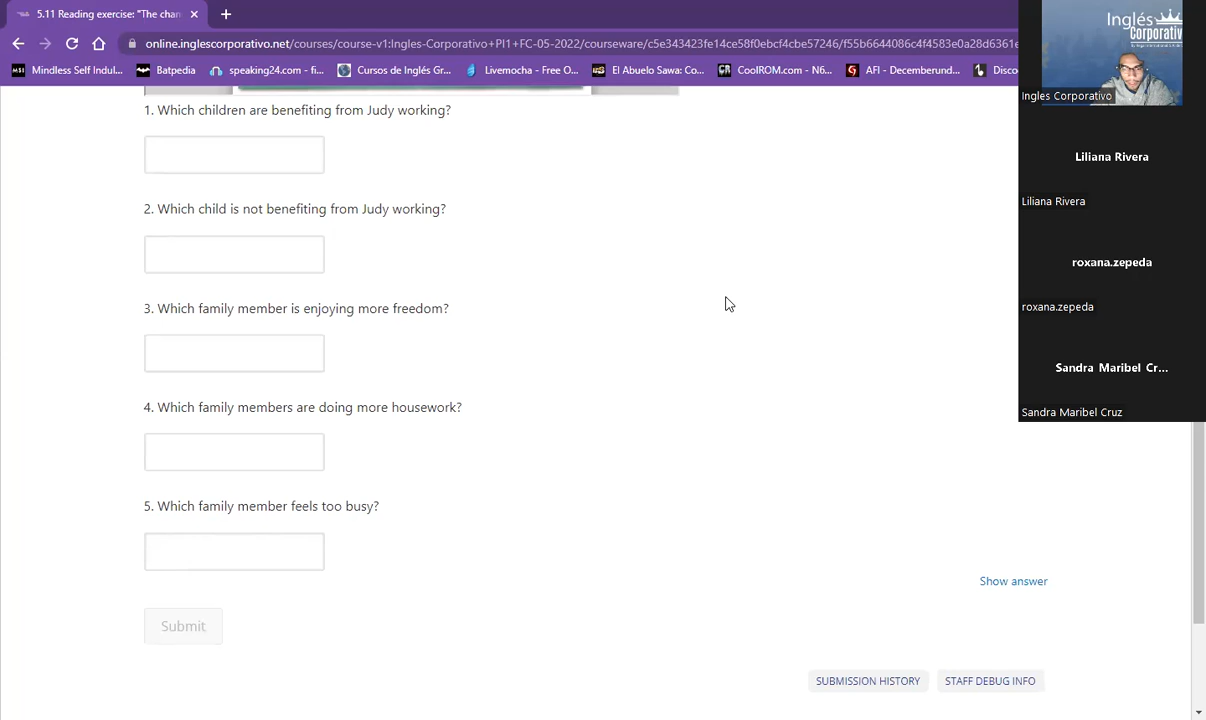 5.11 Reading exercise: "The chan
online.inglescorporativo.net/courses/course-v1:Ingles-Corporativo+PI1+FC-05-2022/courseware/c5e343423fe14ce58f0ebcf4cbe57246/f55b6644086c4f4583e0a28d6361e
Mindless Self Indul...
Batpedia
speaking24.com - fi...
Cursos de Inglés Gr...
Livemocha - Free O...
El Abuelo Sawa: Co...
CoolROM.com - N6...
AFI - Decemberund...
Disco
Inglés
Corporativo
Ingles Corporativo
Liliana Rivera
Liliana Rivera
roxana.zepeda
roxana.zepeda
Sandra Maribel Cr...
Sandra Maribel Cruz
1. Which children are benefiting from Judy working?
2. Which child is not benefiting from Judy working?
3. Which family member is enjoying more freedom?
4. Which family members are doing more housework?
5. Which family member feels too busy?
Show answer
Submit
SUBMISSION HISTORY
STAFF DEBUG INFO